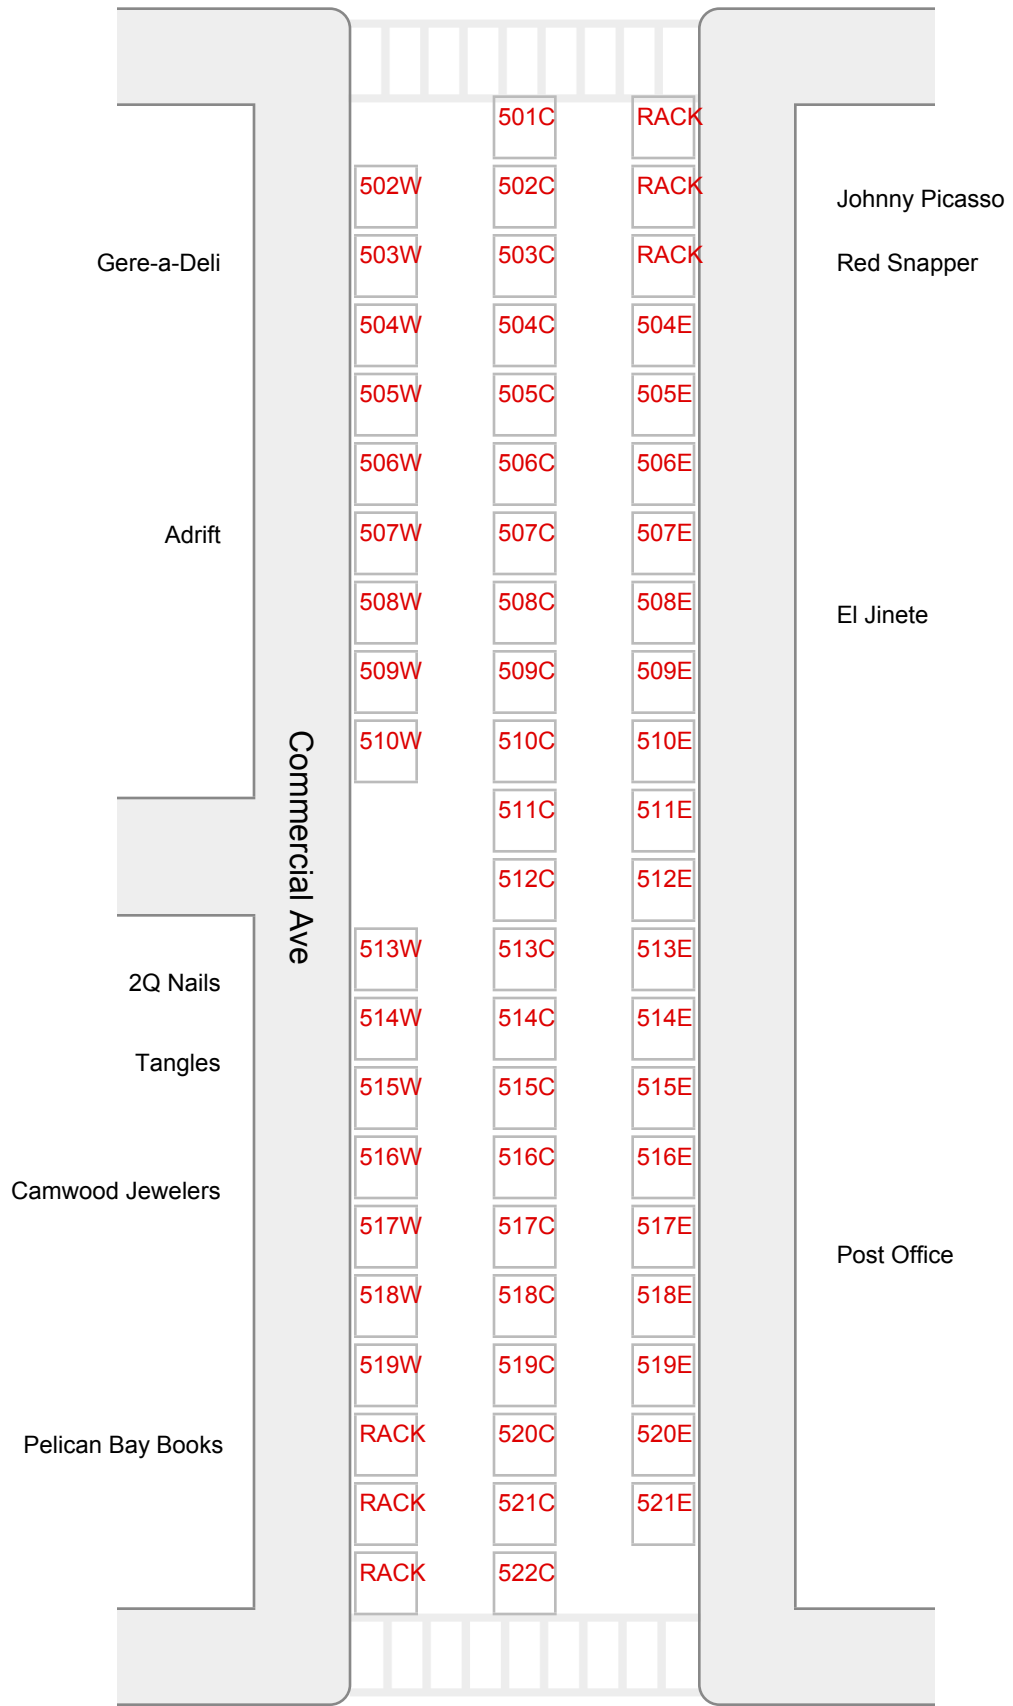 501C RACK
502W 502C RACK Johnny Picasso
Gere-a-Deli 503W 503C RACK Red Snapper
504W 504C 504E
505W 505C 505E
506W 506C 506E
Adrift 507W 507C 507E
508W 508C 508E El Jinete
509W 509C 509E
510W 510C 510E
Commercial Ave
511C 511E
512C 512E
513W 513C 513E
2Q Nails
514W 514C 514E
Tangles
515W 515C 515E
516W 516C 516E
Camwood Jewelers
517W 517C 517E
Post Office
518W 518C 518E
519W 519C 519E
Pelican Bay Books RACK 520C 520E
RACK 521C 521E
RACK 522C